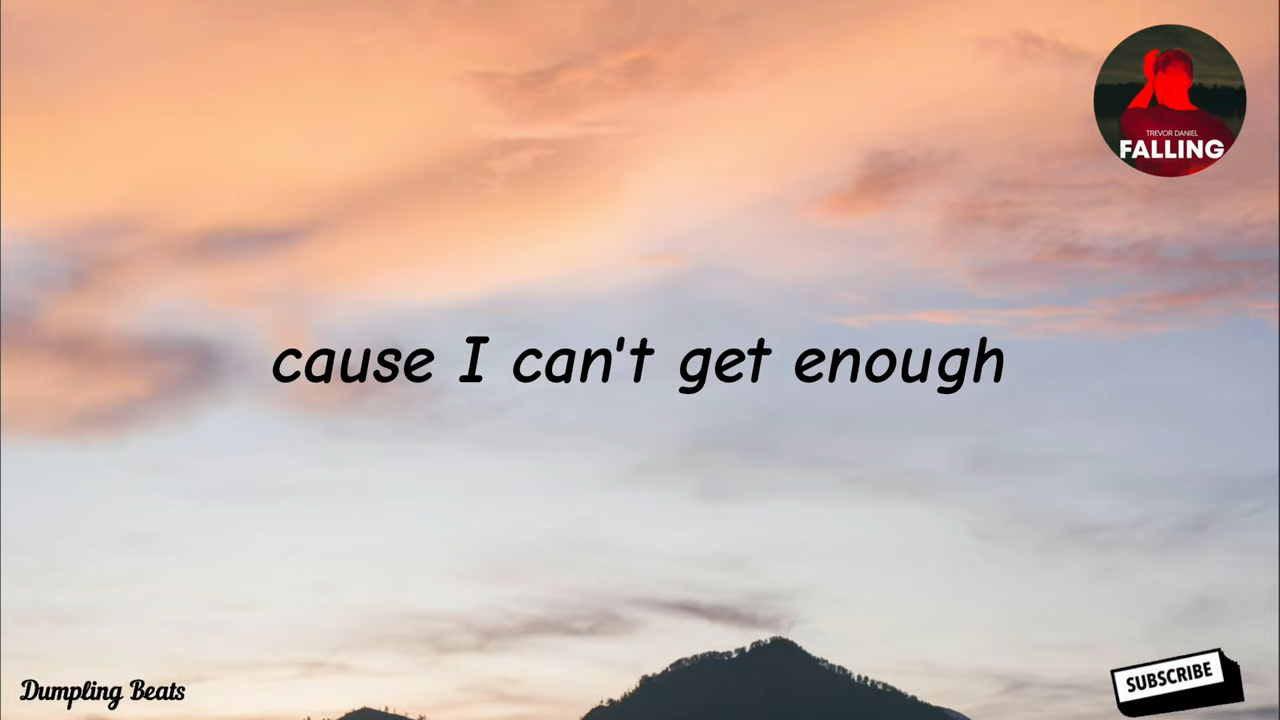 TREVOR DANIEL
FALLING
cause I can't get enough
Dumpling Beats
SUBSCRIBE